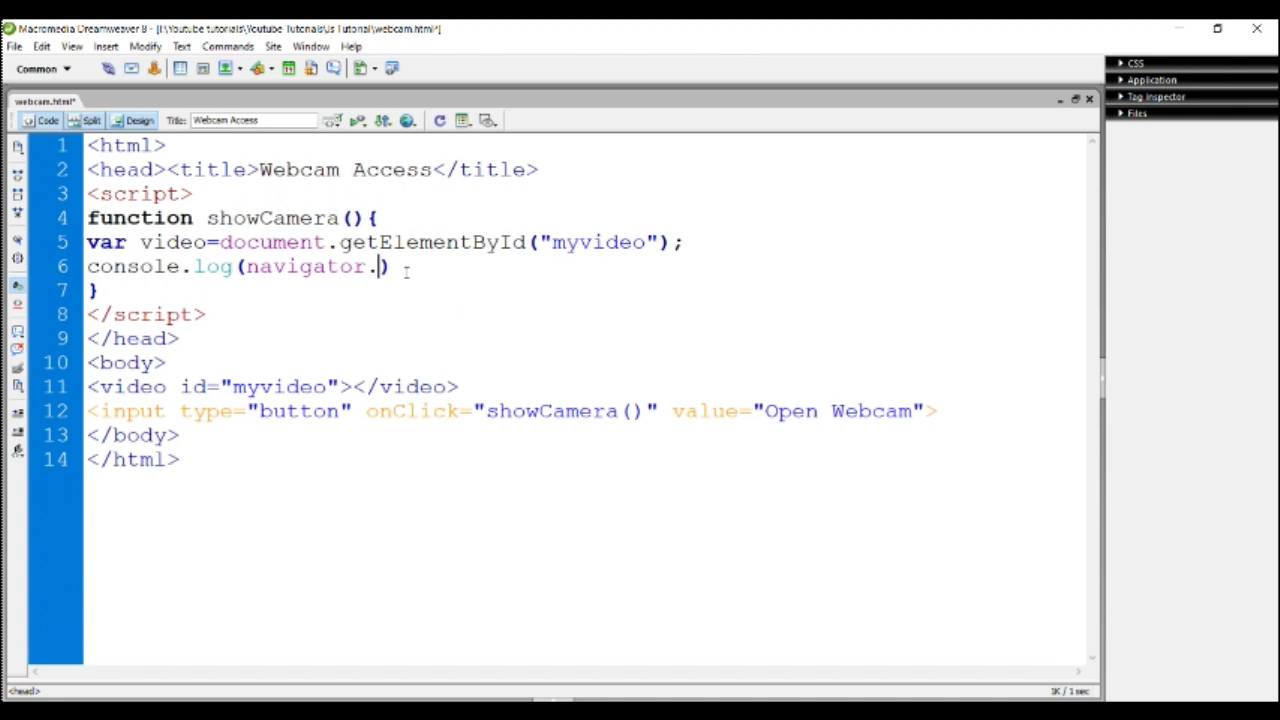 Macromedia Dreamweaver 8 - [I:\Youtube tutorials\Youtube Tutorials\Js Tutorial\webcam.html*]
File Edit View Insert Modify Text Commands Site Window Help
Common
CSS
Application
Tag Inspector
Files
webcam.html*
Code Split Design Title: Webcam Access
1 <html>
2 <head><title>Webcam Access</title>
3 <script>
4 function showCamera(){
5 var video=document.getElementById("myvideo");
6 console.log(navigator.)
7 }
8 </script>
9 </head>
10 <body>
11 <video id="myvideo"></video>
12 <input type="button" onClick="showCamera()" value="Open Webcam">
13 </body>
14 </html>
<head>
1K / 1 sec